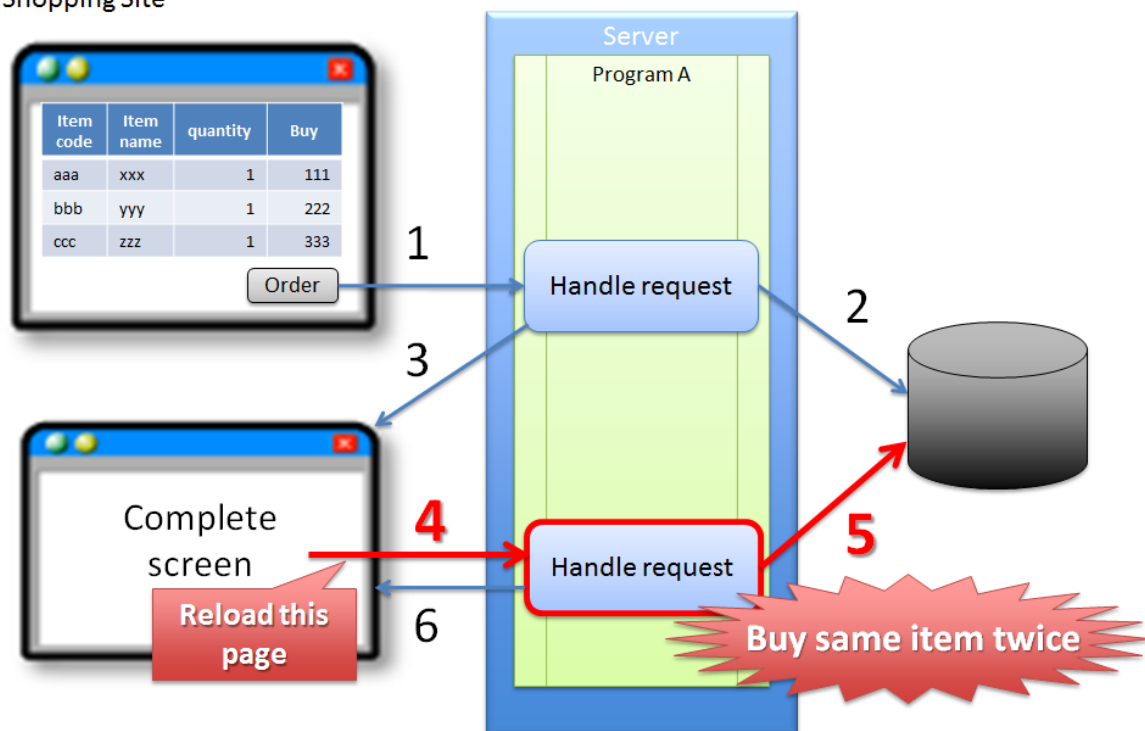 Shopping Site
Server
Program A
Item code
Item name
quantity
Buy
aaa xxx 1 111
bbb yyy 1 222
ccc zzz 1 333
Order
1
Handle request
2
3
Complete
screen
4
Handle request
5
Reload this
page
6
Buy same item twice